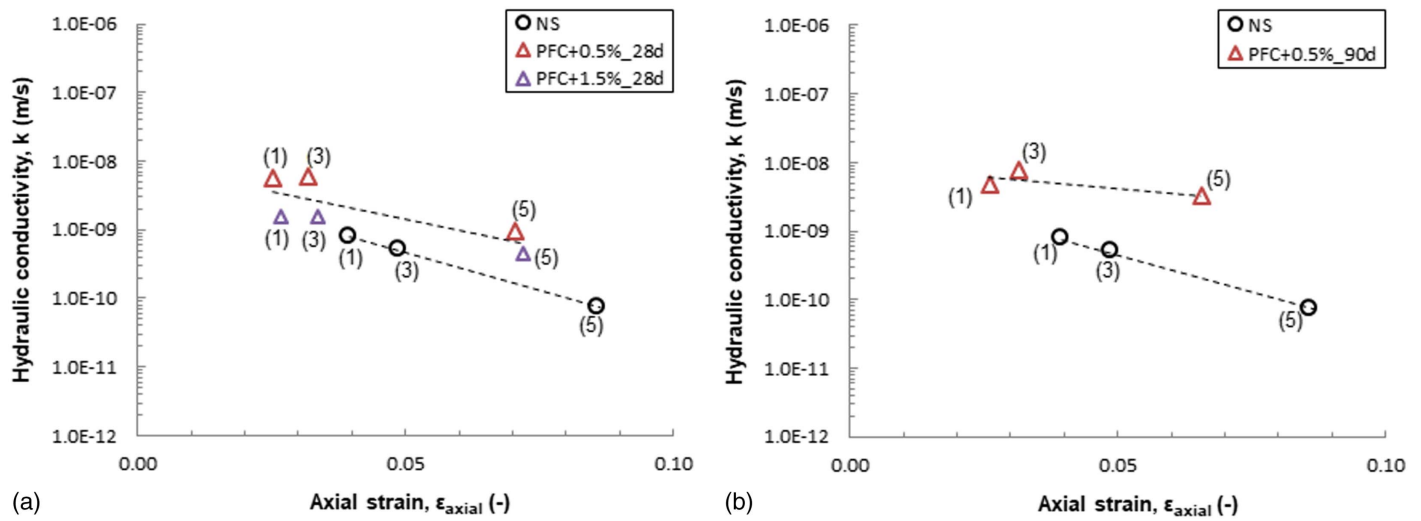 1.0E-06
1.0E-07
1.0E-08
1.0E-09
1.0E-10
1.0E-11
1.0E-12
Hydraulic conductivity, k (m/s)
NS
PFC+0.5%_28d
PFC+1.5%_28d
(1)
(3)
(5)
(1)
(3)
(5)
(1)
(3)
(5)
0.00
0.05
0.10
Axial strain, εaxial (-)
(a)
1.0E-06
1.0E-07
1.0E-08
1.0E-09
1.0E-10
1.0E-11
1.0E-12
Hydraulic conductivity, k (m/s)
NS
PFC+0.5%_90d
(1)
(3)
(5)
(1)
(3)
(5)
0.00
0.05
0.10
Axial strain, εaxial (-)
(b)